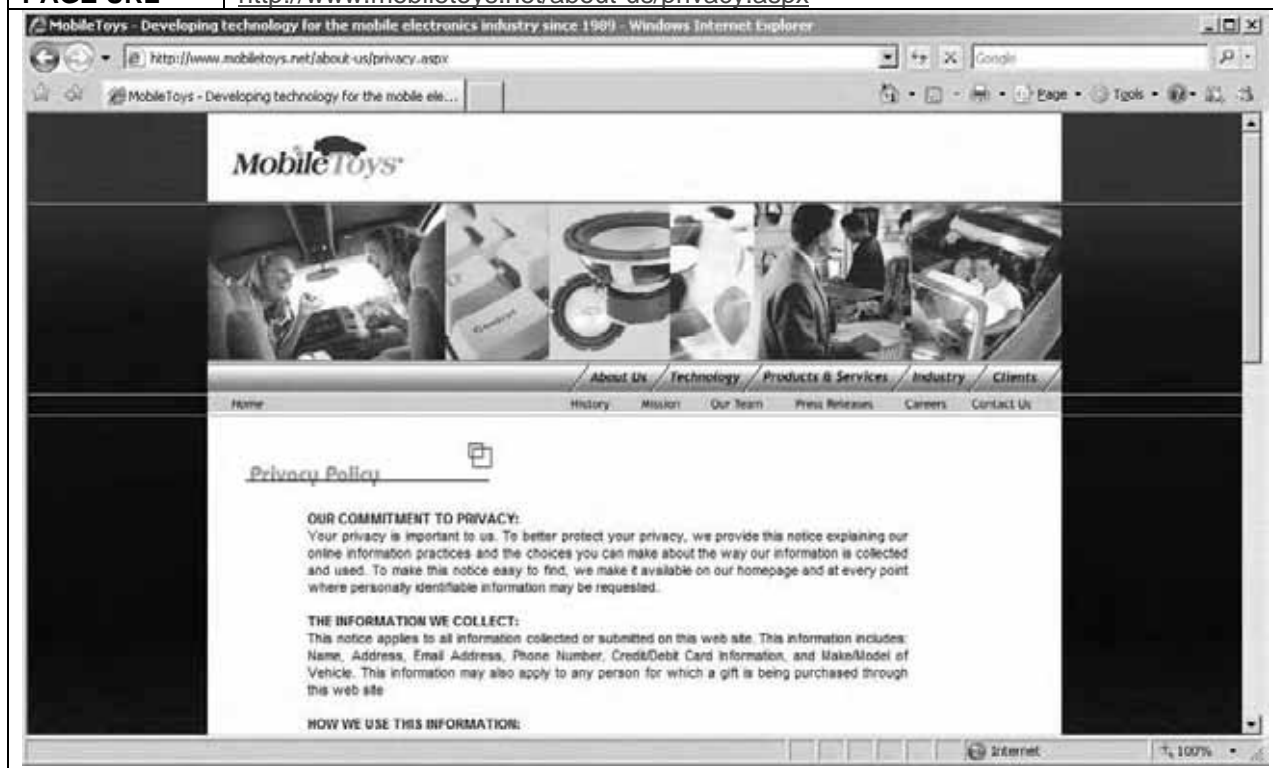 PAGE URL http://www.mobiletoys.net/about-us/privacy.aspx
MobileToys - Developing technology for the mobile electronics industry since 1989 - Windows Internet Explorer
http://www.mobiletoys.net/about-us/privacy.aspx
Google
MobileToys - Developing technology for the mobile ele...
Page Tools
MobileToys
About Us Technology Products & Services Industry Clients
Home History Mission Our Team Press Releases Careers Contact Us
Privacy Policy
OUR COMMITMENT TO PRIVACY:
Your privacy is important to us. To better protect your privacy, we provide this notice explaining our
online information practices and the choices you can make about the way our information is collected
and used. To make this notice easy to find, we make it available on our homepage and at every point
where personally identifiable information may be requested.
THE INFORMATION WE COLLECT:
This notice applies to all information collected or submitted on this web site. This information includes:
Name, Address, Email Address, Phone Number, Credit/Debit Card Information, and Make/Model of
Vehicle. This information may also apply to any person for which a gift is being purchased through
this web site
HOW WE USE THIS INFORMATION:
Internet 100%